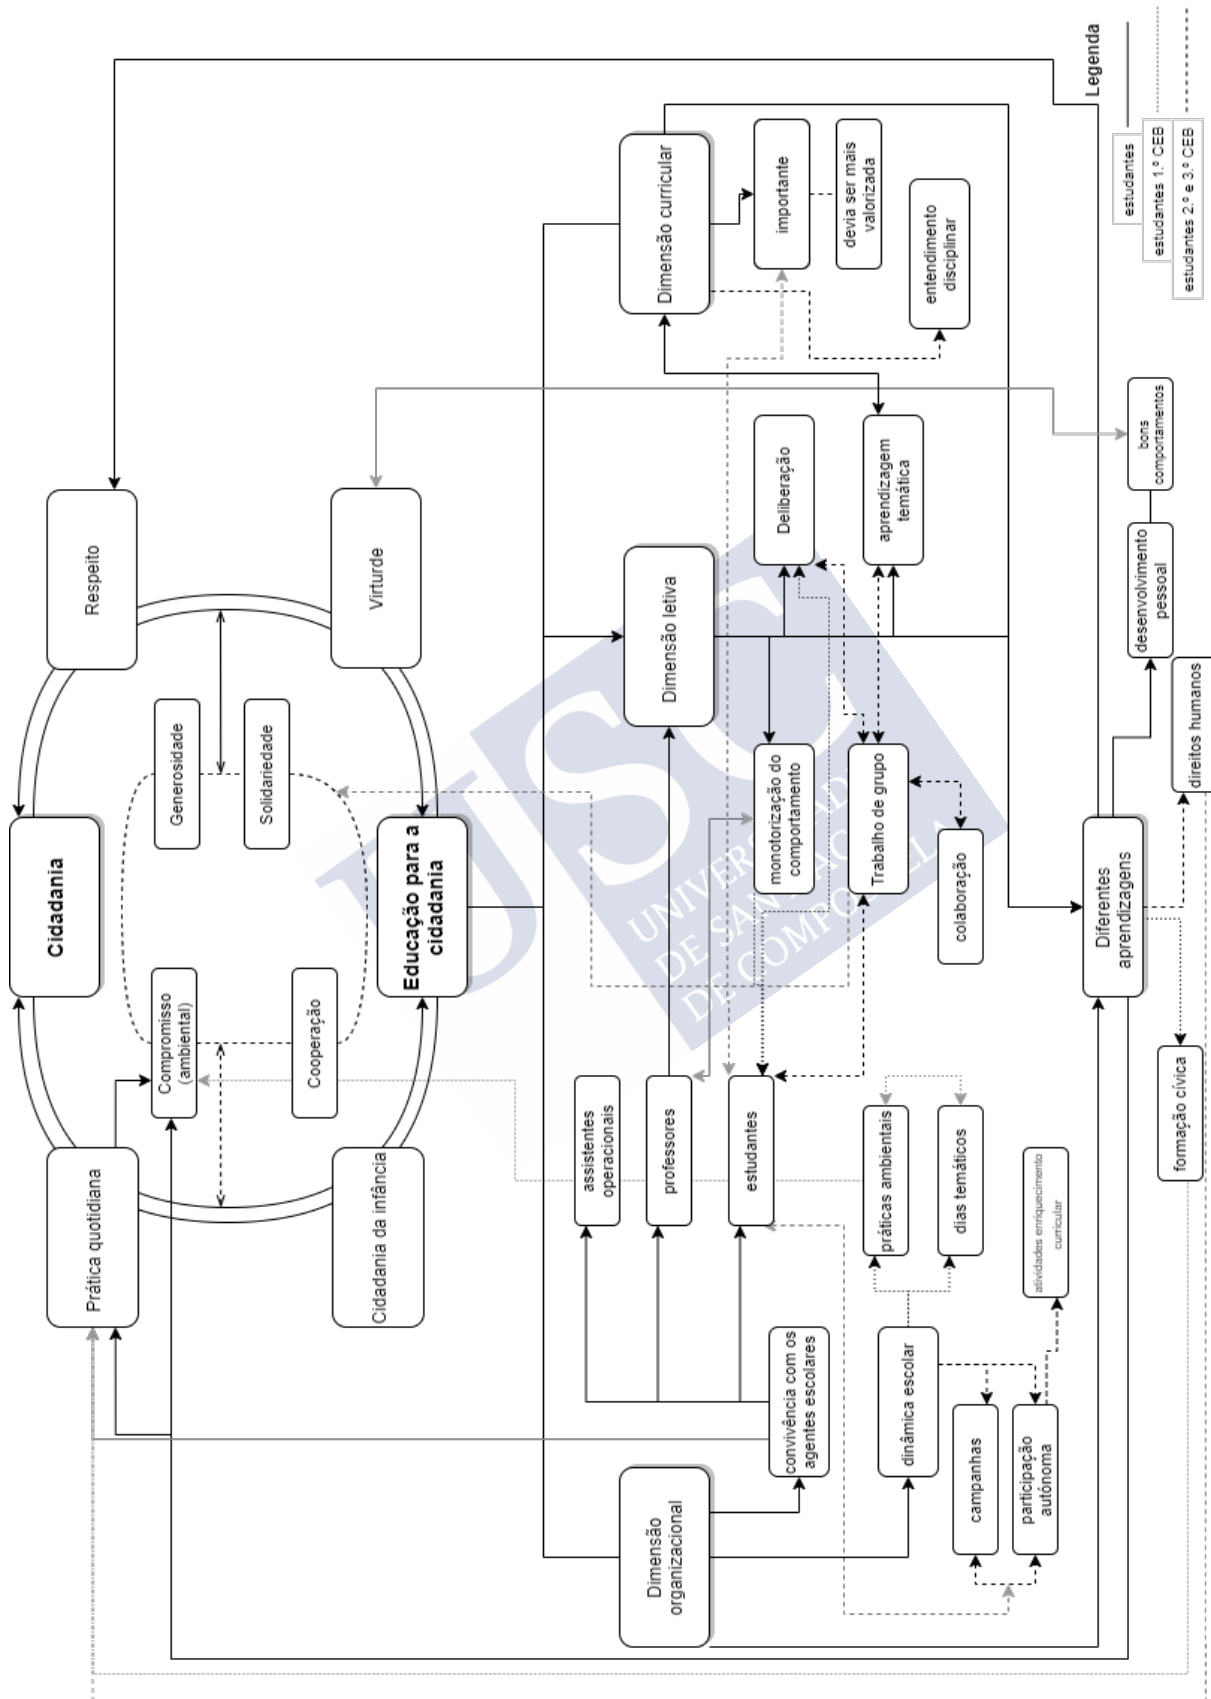 Cidadania
Prática quotidiana
Respeito
Compromisso
(ambiental)
Generosidade
Cooperação
Solidariedade
Cidadania da infância
Virturde
Educação para a
cidadania
Dimensão
organizacional
Dimensão letiva
Dimensão curricular
assistentes
operacionais
professores
estudantes
convivência com os
agentes escolares
monotorização do
comportamento
Deliberação
importante
devia ser mais
valorizada
dinâmica escolar
práticas ambientais
Trabalho de grupo
aprendizagem
temática
entendimento
disciplinar
campanhas
dias temáticos
colaboração
participação
autónoma
atividades enriquecimento
curricular
Diferentes
aprendizagens
desenvolvimento
pessoal
bons
comportamentos
formação cívica
direitos humanos
Legenda
estudantes
estudantes 1.º CEB
estudantes 2.º e 3.º CEB
USC
UNIVERSIDADE
DE SANTIAGO
DE COMPOSTELA